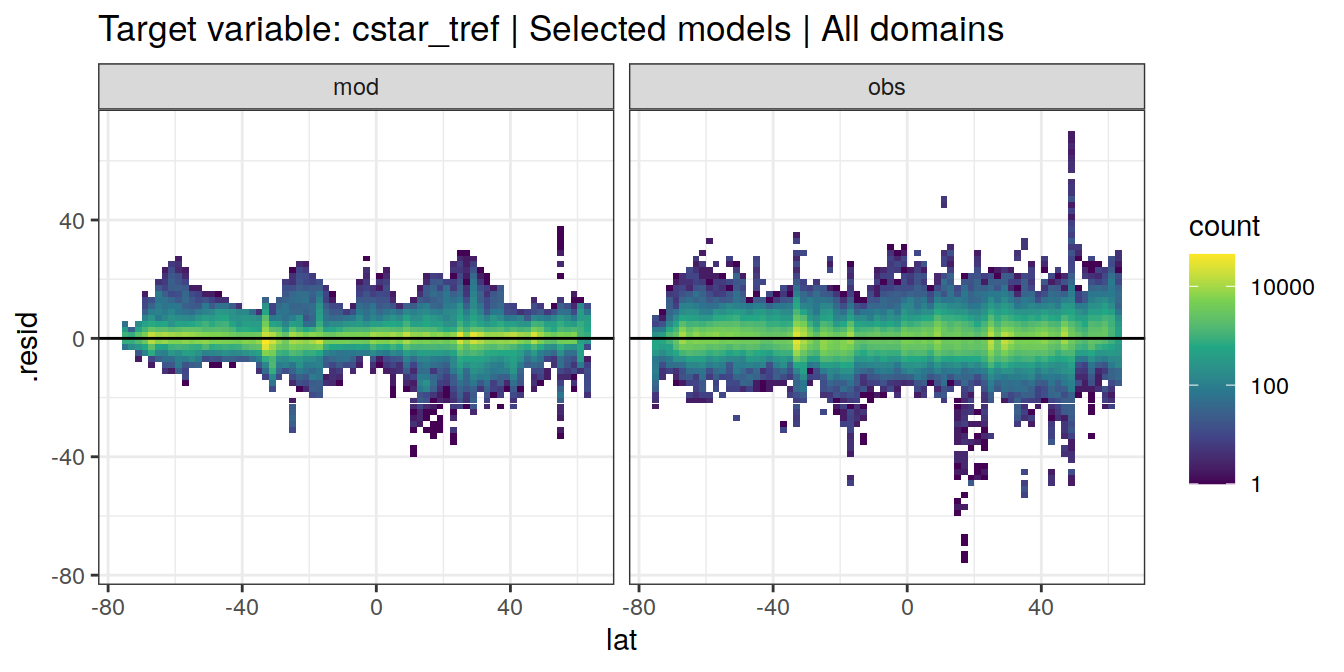 Target variable: cstar_tref | Selected models | All domains
mod
obs
.resid
40
0
-40
-80
-80
-40
0
40
-80
-40
0
40
lat
count
10000
100
1